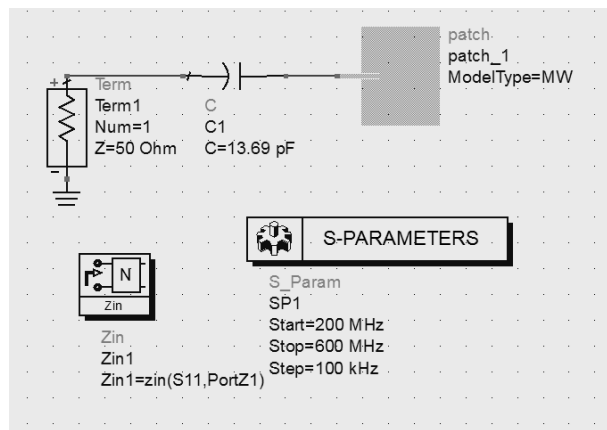 patch
patch_1
ModelType=MW
+
Term
Term1
Num=1
Z=50 Ohm
-
C
C1
C=13.69 pF
S-PARAMETERS
S_Param
SP1
Start=200 MHz
Stop=600 MHz
Step=100 kHz
N
Zin
Zin
Zin1
Zin1=zin(S11,PortZ1)